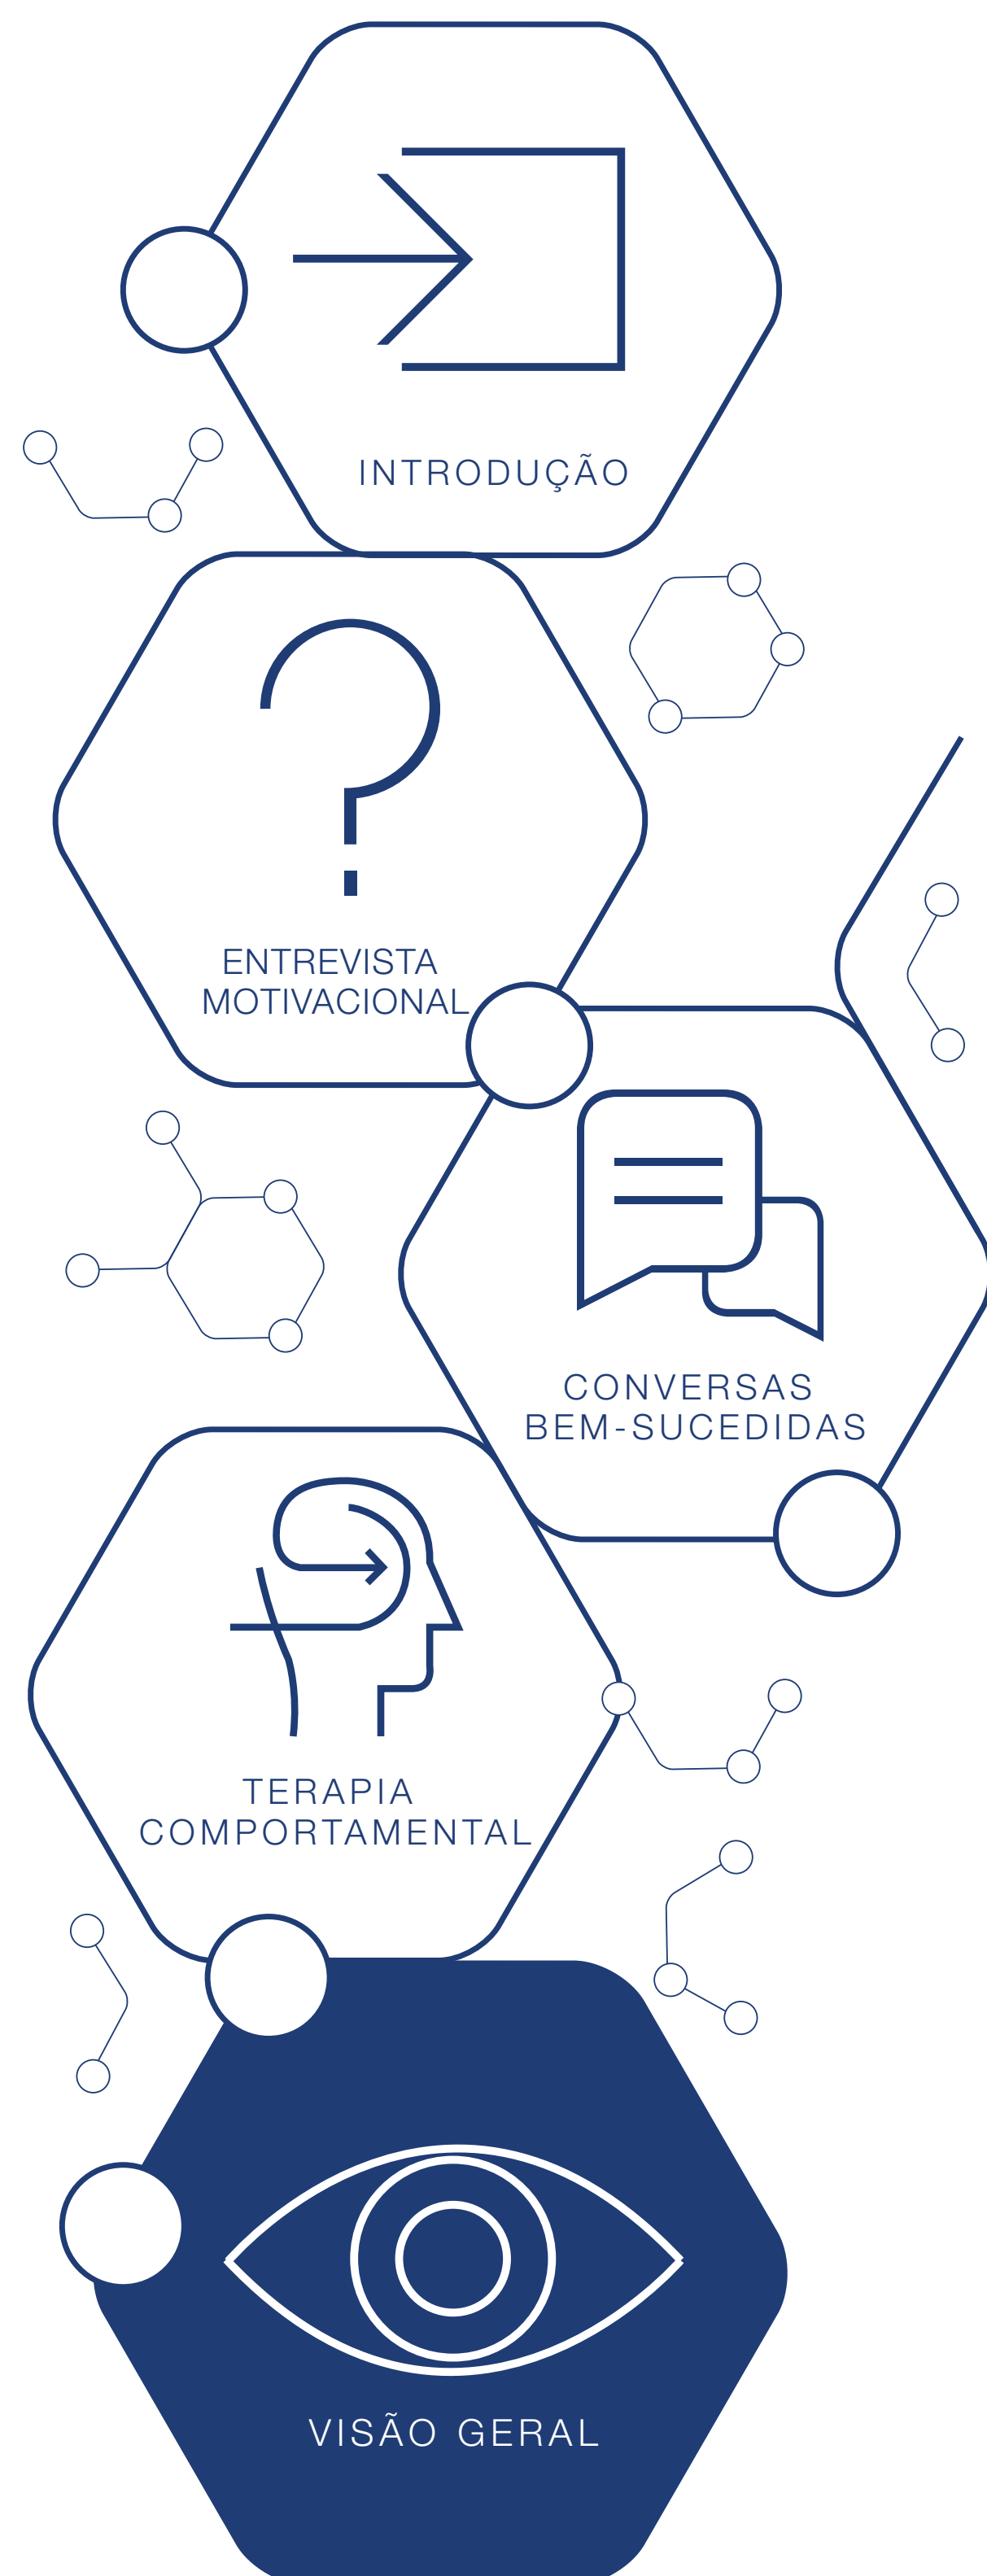 INTRODUÇÃO
ENTREVISTA
MOTIVACIONAL
CONVERSAS
BEM-SUCEDIDAS
TERAPIA
COMPORTAMENTAL
VISÃO GERAL